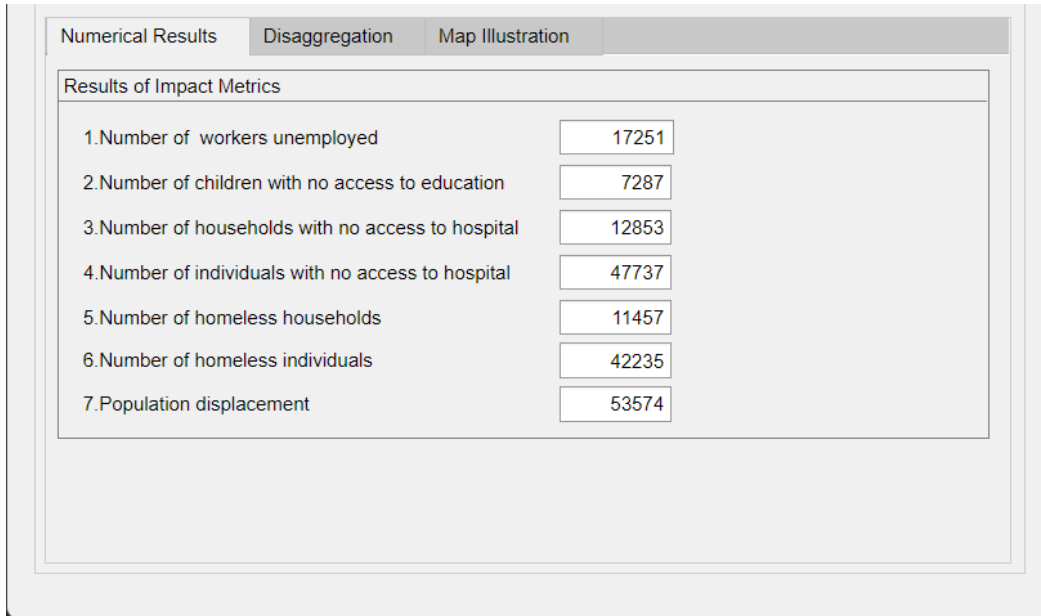 Numerical Results Disaggregation Map Illustration
Results of Impact Metrics
1.Number of  workers unemployed 17251
2.Number of children with no access to education 7287
3.Number of households with no access to hospital 12853
4.Number of individuals with no access to hospital 47737
5.Number of homeless households 11457
6.Number of homeless individuals 42235
7.Population displacement 53574